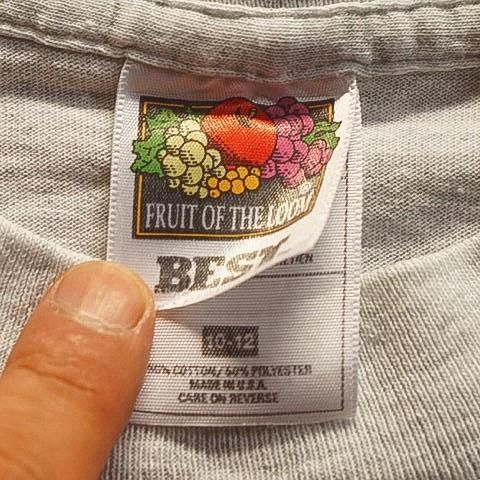 FRUIT OF THE LOOM
BEST
10-12
50% COTTON/50% POLYESTER
MADE IN U.S.A.
CARE ON REVERSE